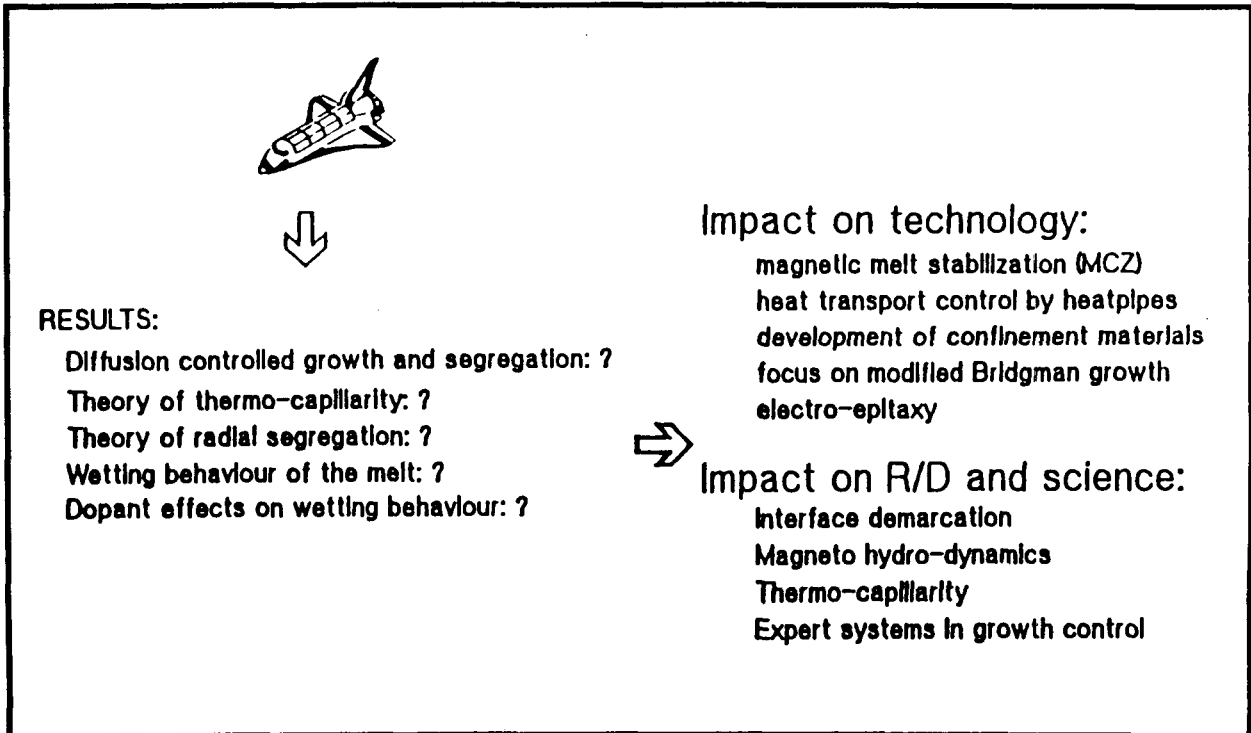 RESULTS:
Diffusion controlled growth and segregation: ?
Theory of thermo-capillarity: ?
Theory of radial segregation: ?
Wetting behaviour of the melt: ?
Dopant effects on wetting behaviour: ?
Impact on technology:
magnetic melt stabilization (MCZ)
heat transport control by heatpipes
development of confinement materials
focus on modified Bridgman growth
electro-epitaxy
Impact on R/D and science:
Interface demarcation
Magneto hydro-dynamics
Thermo-capillarity
Expert systems in growth control